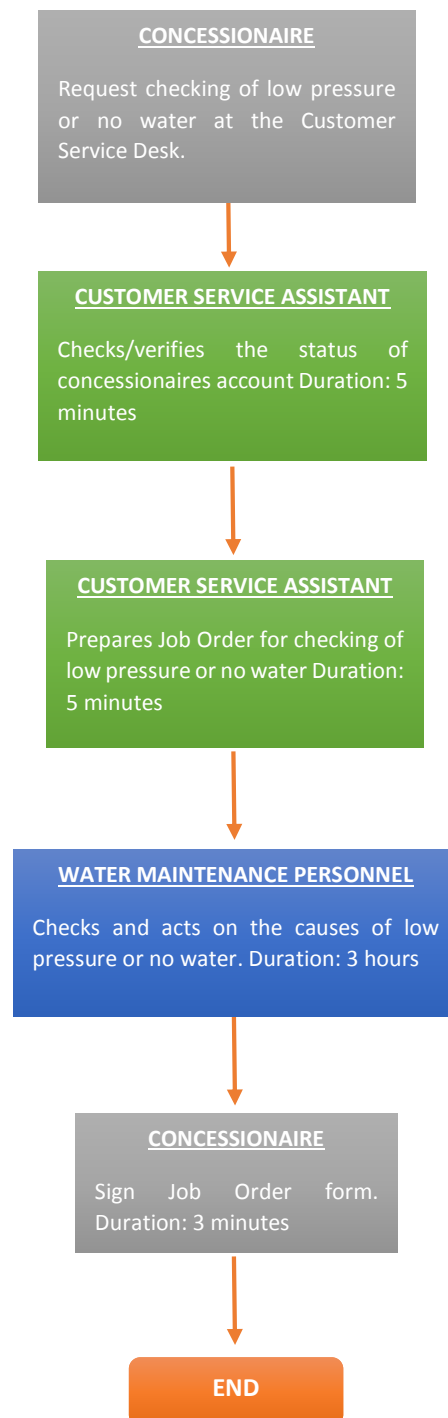 CONCESSIONAIRE
Request checking of low pressure
or no water at the Customer
Service Desk.
CUSTOMER SERVICE ASSISTANT
Checks/verifies the status of
concessionaires account Duration: 5
minutes
CUSTOMER SERVICE ASSISTANT
Prepares Job Order for checking of
low pressure or no water Duration:
5 minutes
WATER MAINTENANCE PERSONNEL
Checks and acts on the causes of low
pressure or no water. Duration: 3 hours
CONCESSIONAIRE
Sign Job Order form.
Duration: 3 minutes
END